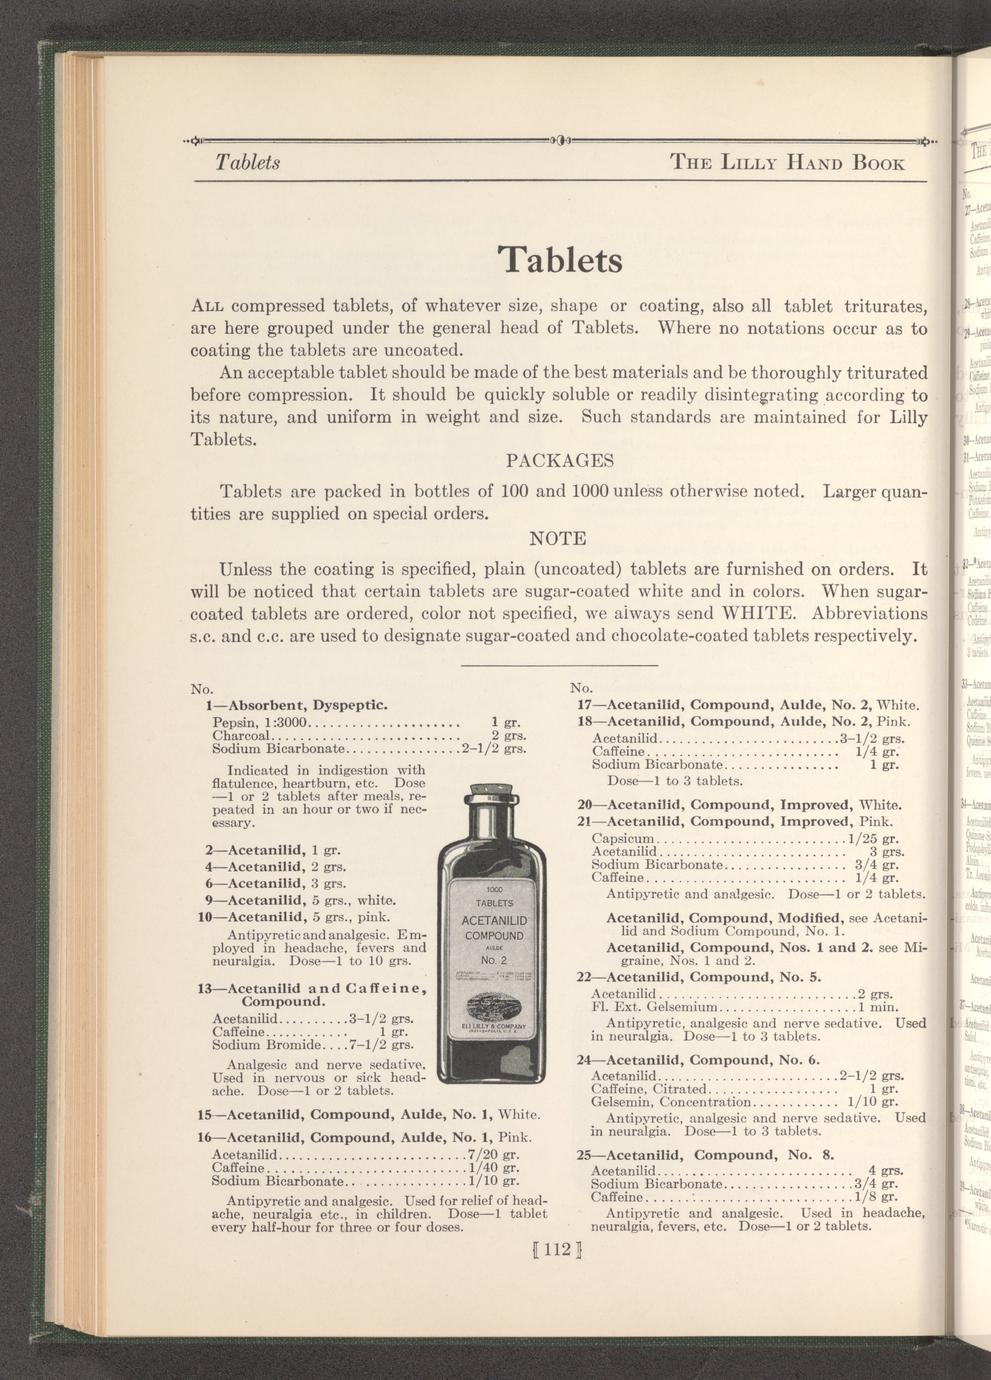 Tablets
THE LILLY HAND BOOK
Tablets
ALL compressed tablets, of whatever size, shape or coating, also all tablet triturates,
are here grouped under the general head of Tablets. Where no notations occur as to
coating the tablets are uncoated.
An acceptable tablet should be made of the best materials and be thoroughly triturated
before compression. It should be quickly soluble or readily disintegrating according to
its nature, and uniform in weight and size. Such standards are maintained for Lilly
Tablets.
PACKAGES
Tablets are packed in bottles of 100 and 1000 unless otherwise noted. Larger quan-
tities are supplied on special orders.
NOTE
Unless the coating is specified, plain (uncoated) tablets are furnished on orders. It
will be noticed that certain tablets are sugar-coated white and in colors. When sugar-
coated tablets are ordered, color not specified, we always send WHITE. Abbreviations
s.c. and c.c. are used to designate sugar-coated and chocolate-coated tablets respectively.
No.
1—Absorbent, Dyspeptic.
Pepsin, 1:3000..................... 1 gr.
Charcoal.......................... 2 grs.
Sodium Bicarbonate...............2-1/2 grs.
Indicated in indigestion with
flatulence, heartburn, etc. Dose
—1 or 2 tablets after meals, re-
peated in an hour or two if nec-
essary.
2—Acetanilid, 1 gr.
4—Acetanilid, 2 grs.
6—Acetanilid, 3 grs.
9—Acetanilid, 5 grs., white.
10—Acetanilid, 5 grs., pink.
Antipyretic and analgesic. Em-
ployed in headache, fevers and
neuralgia. Dose—1 to 10 grs.
13—Acetanilid and Caffeine,
Compound.
Acetanilid..........3-1/2 grs.
Caffeine........... 1 gr.
Sodium Bromide....7-1/2 grs.
Analgesic and nerve sedative.
Used in nervous or sick head-
ache. Dose—1 or 2 tablets.
1000
TABLETS
ACETANILID
COMPOUND
AULDE
No. 2
ELI LILLY & COMPANY
INDIANAPOLIS, U. S. A.
15—Acetanilid, Compound, Aulde, No. 1, White.
16—Acetanilid, Compound, Aulde, No. 1, Pink.
Acetanilid..........................7/20 gr.
Caffeine............................1/40 gr.
Sodium Bicarbonate.................1/10 gr.
Antipyretic and analgesic. Used for relief of head-
ache, neuralgia etc., in children. Dose—1 tablet
every half-hour for three or four doses.
No.
17—Acetanilid, Compound, Aulde, No. 2, White.
18—Acetanilid, Compound, Aulde, No. 2, Pink.
Acetanilid.........................3-1/2 grs.
Caffeine........................... 1/4 gr.
Sodium Bicarbonate................ 1 gr.
Dose—1 to 3 tablets.
20—Acetanilid, Compound, Improved, White.
21—Acetanilid, Compound, Improved, Pink.
Capsicum..........................1/25 gr.
Acetanilid......................... 3 grs.
Sodium Bicarbonate................. 3/4 gr.
Caffeine........................... 1/4 gr.
Antipyretic and analgesic. Dose—1 or 2 tablets.
Acetanilid, Compound, Modified, see Acetani-
lid and Sodium Compound, No. 1.
Acetanilid, Compound, Nos. 1 and 2. see Mi-
graine, Nos. 1 and 2.
22—Acetanilid, Compound, No. 5.
Acetanilid...........................2 grs.
Fl. Ext. Gelsemium...................1 min.
Antipyretic, analgesic and nerve sedative. Used
in neuralgia. Dose—1 to 3 tablets.
24—Acetanilid, Compound, No. 6.
Acetanilid.........................2-1/2 grs.
Caffeine, Citrated.................. 1 gr.
Gelsemin, Concentration............ 1/10 gr.
Antipyretic, analgesic and nerve sedative. Used
in neuralgia. Dose—1 to 3 tablets.
25—Acetanilid, Compound, No. 8.
Acetanilid.......................... 4 grs.
Sodium Bicarbonate..................3/4 gr.
Caffeine............................1/8 gr.
Antipyretic and analgesic. Used in headache,
neuralgia, fevers, etc. Dose—1 or 2 tablets.
[112]